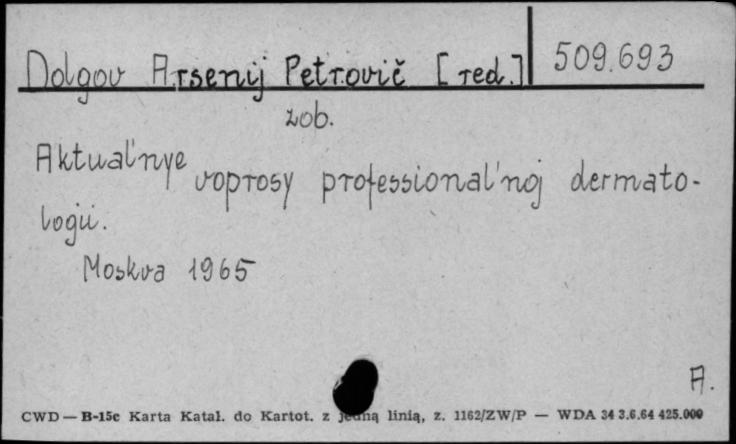 Dolgov Arsenij Petrovič [red.] 509.693
zob.
Aktual'nye voprosy professional'noj dermato-
logii.
Moskva 1965
A.
CWD — B-15c Karta Katal. do Kartot. z jedną linią, z. 1162/ZW/P — WDA 34 3.6.64 425.000